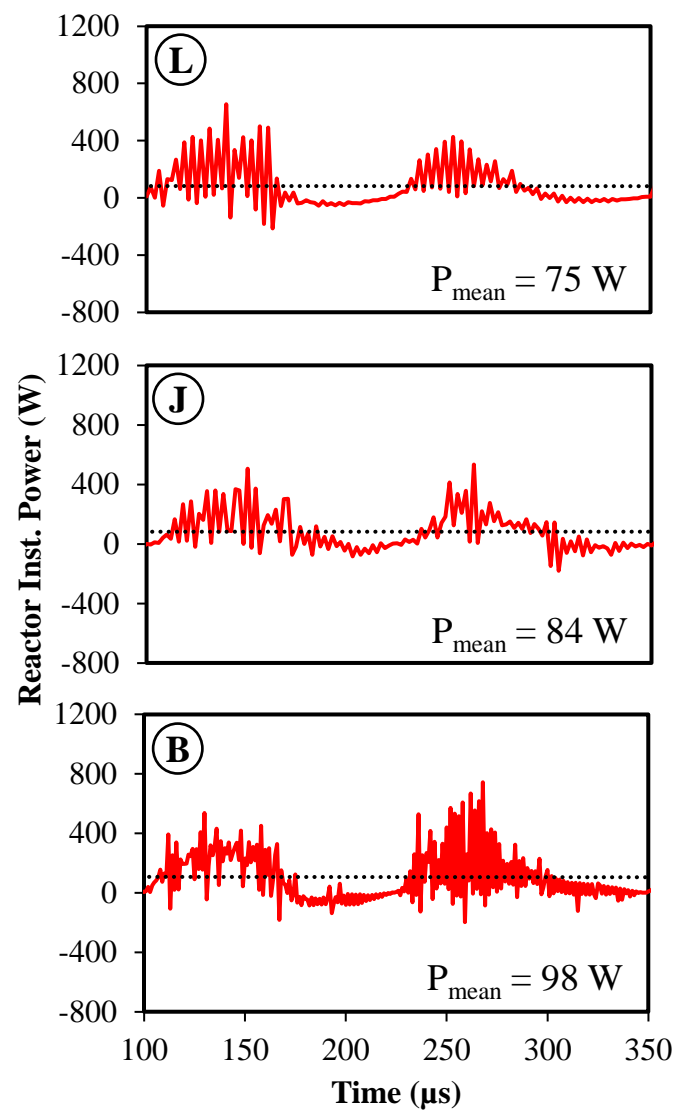 1200
L
800
400
0
-400
-800
P_mean = 75 W
Reactor Inst. Power (W)
1200
J
800
400
0
-400
-800
P_mean = 84 W
1200
B
800
400
0
-400
-800
P_mean = 98 W
100 150 200 250 300 350
Time (µs)